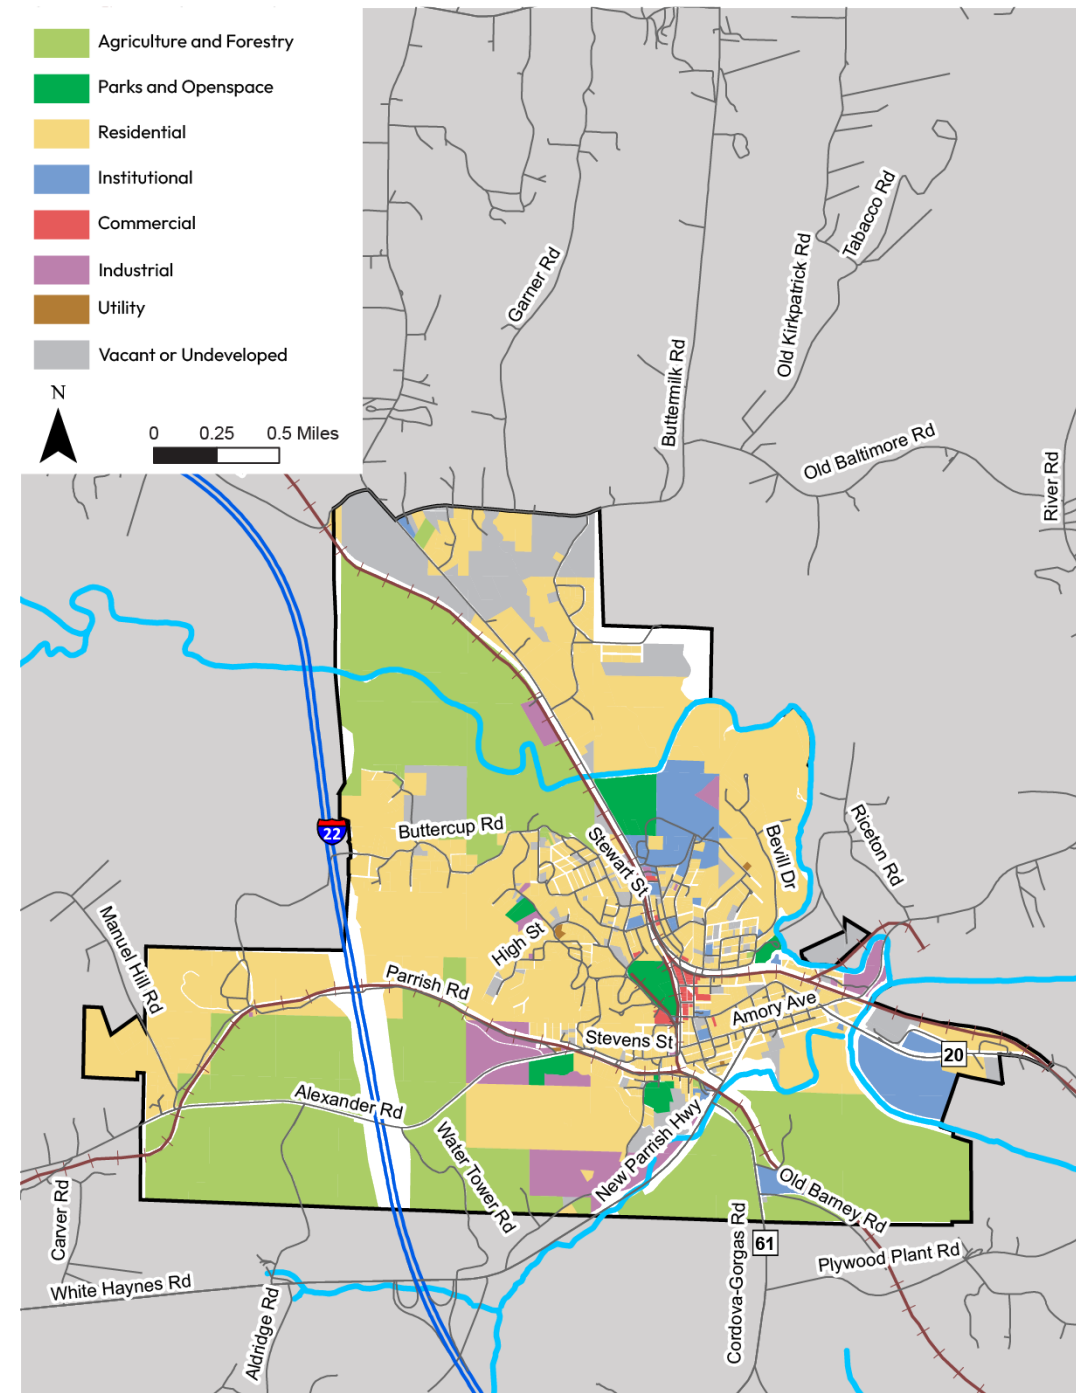 Agriculture and Forestry
Parks and Openspace
Residential
Institutional
Commercial
Industrial
Utility
Vacant or Undeveloped
N
0 0.25 0.5 Miles
Garner Rd
Buttermilk Rd
Old Kirkpatrick Rd
Tabacco Rd
Old Baltimore Rd
River Rd
22
Buttercup Rd
Stewart St
Bevill Dr
Riceton Rd
Manuel Hill Rd
High St
Parrish Rd
Amory Ave
Stevens St
20
Alexander Rd
Water Tower Rd
New Parrish Hwy
Old Barney Rd
Carver Rd
61
Cordova-Gorgas Rd
Plywood Plant Rd
White Haynes Rd
Aldridge Rd